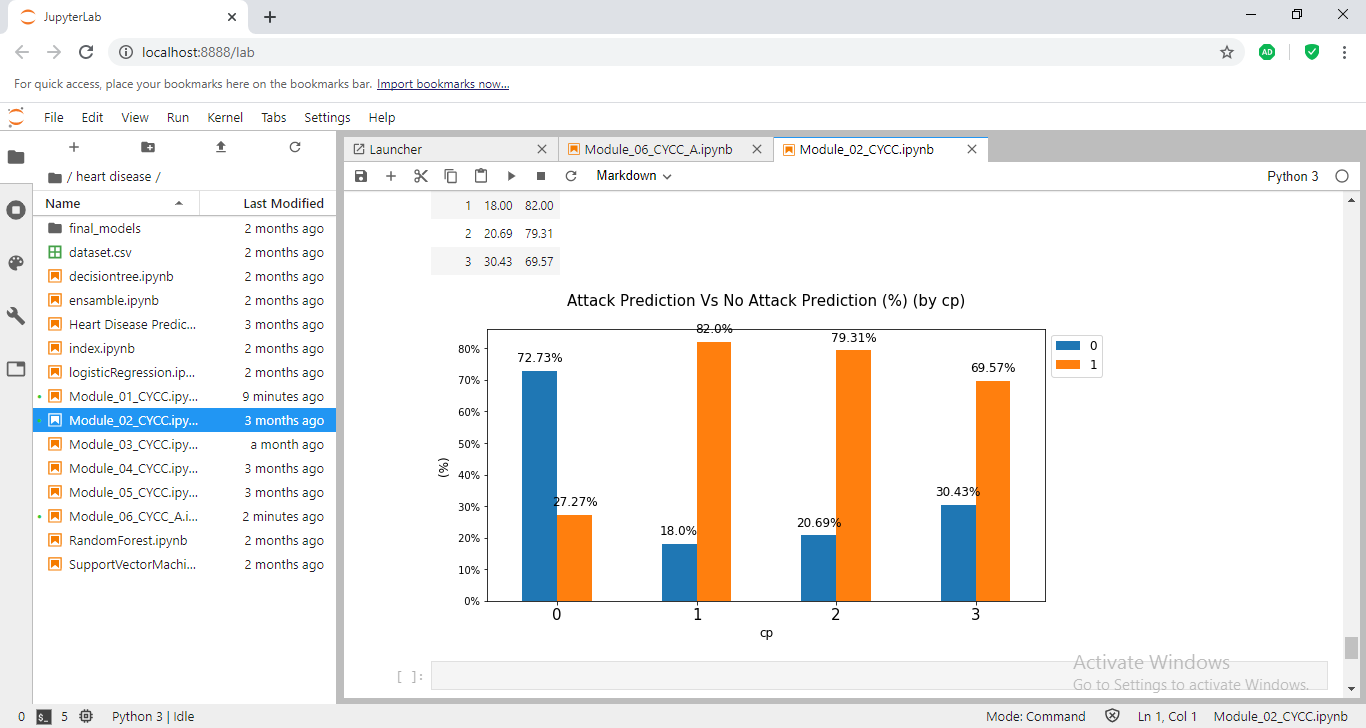 JupyterLab
localhost:8888/lab
AD
For quick access, place your bookmarks here on the bookmarks bar. Import bookmarks now...
File Edit View Run Kernel Tabs Settings Help
/ heart disease /
Name Last Modified
final_models 2 months ago
dataset.csv 2 months ago
decisiontree.ipynb 2 months ago
ensamble.ipynb 2 months ago
Heart Disease Predic... 3 months ago
index.ipynb 2 months ago
logisticRegression.ip... 2 months ago
Module_01_CYCC.ipy... 9 minutes ago
Module_02_CYCC.ipy... 3 months ago
Module_03_CYCC.ipy... a month ago
Module_04_CYCC.ipy... 3 months ago
Module_05_CYCC.ipy... 3 months ago
Module_06_CYCC_A.i... 2 minutes ago
RandomForest.ipynb 2 months ago
SupportVectorMachi... 2 months ago
Launcher Module_06_CYCC_A.ipynb Module_02_CYCC.ipynb
Markdown Python 3
1 18.00 82.00
2 20.69 79.31
3 30.43 69.57
Attack Prediction Vs No Attack Prediction (%) (by cp)
80%
70%
60%
50%
40%
30%
20%
10%
0%
(%)
72.73%
27.27%
18.0%
82.0%
20.69%
79.31%
30.43%
69.57%
0
1
0 1 2 3
cp
[ ]:
Activate Windows
Go to Settings to activate Windows.
0 $_ 5 Python 3 | Idle Mode: Command Ln 1, Col 1 Module_02_CYCC.ipynb